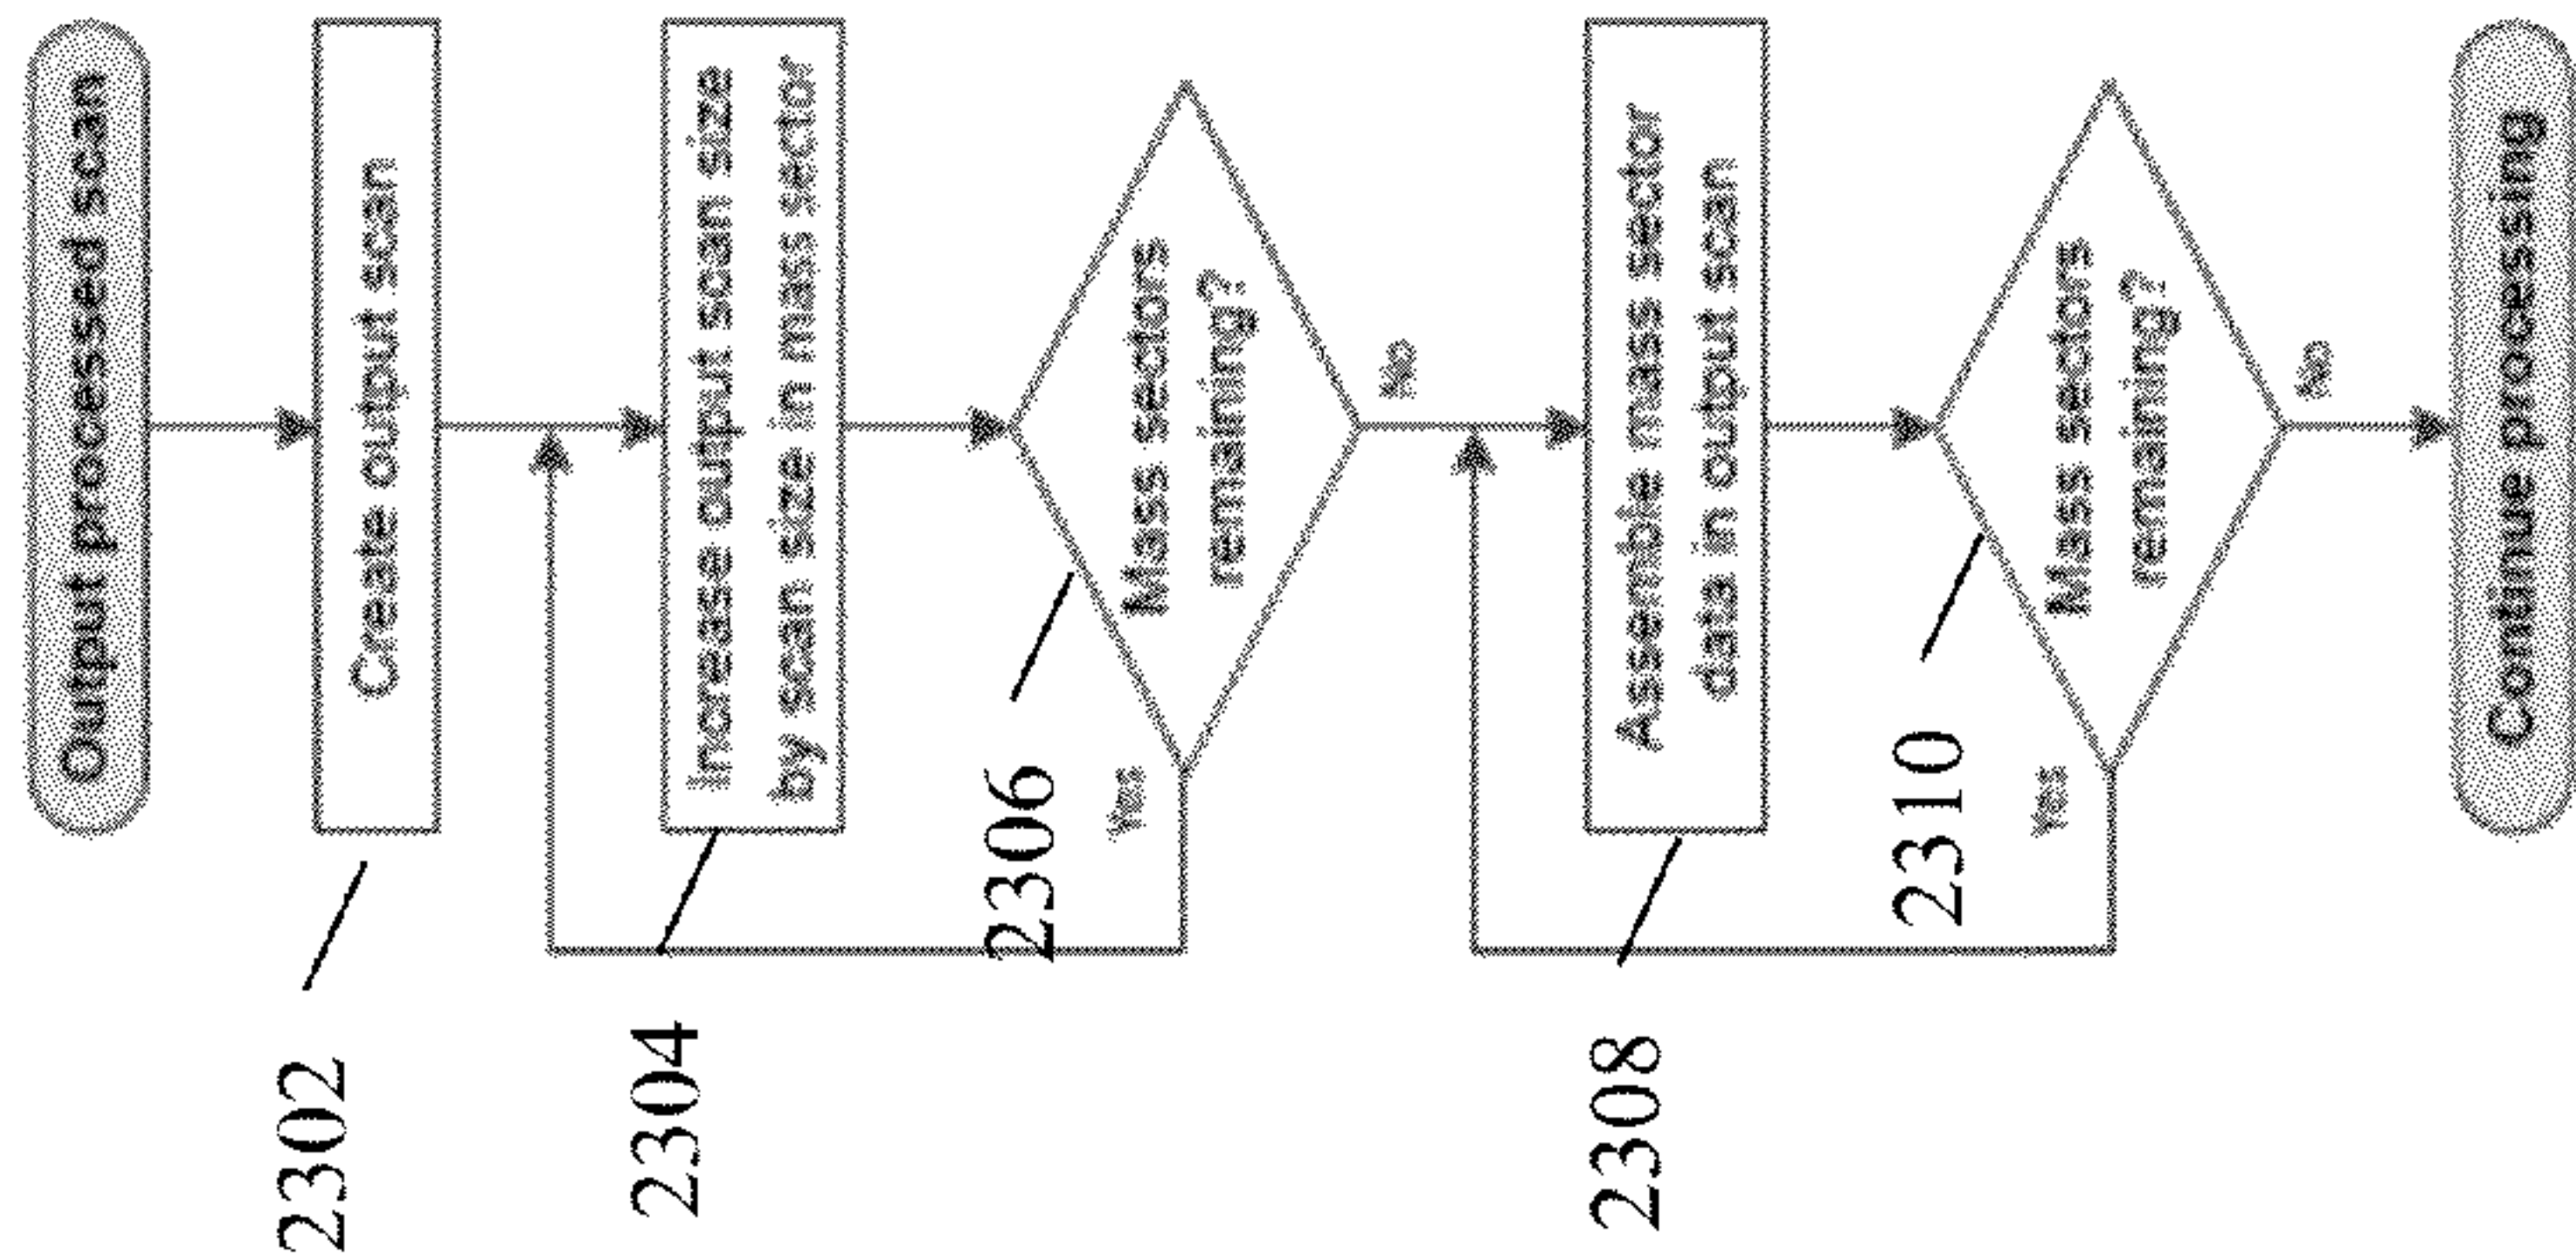 Output processed scan
2302
Create output scan
2304
Increase output scan size
by scan size in mass sector
2306
Mass sectors
remaining?
Yes
No
2308
Assemble mass sector
data in output scan
2310
Mass sectors
remaining?
Yes
No
Continue processing